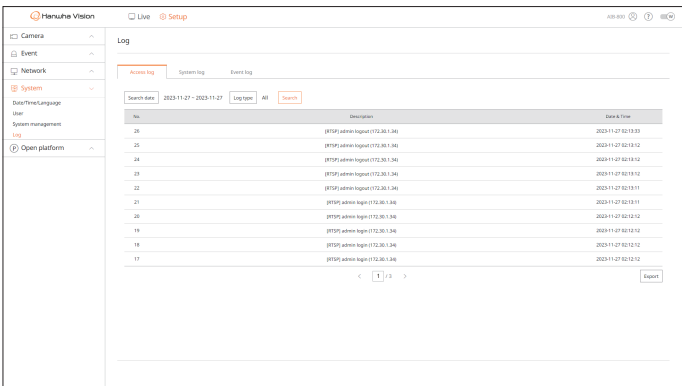 Hanwha Vision
Live
Setup
AIB-800
Camera
Event
Network
System
Date/Time/Language
User
System management
Log
Open platform
Log
Access log
System log
Event log
Search date 2023-11-27 ~ 2023-11-27 Log type All Search
No. Description Date & Time
26 [RTSP] admin logout (172.30.1.34) 2023-11-27 02:13:33
25 [RTSP] admin logout (172.30.1.34) 2023-11-27 02:13:12
24 [RTSP] admin logout (172.30.1.34) 2023-11-27 02:13:12
23 [RTSP] admin logout (172.30.1.34) 2023-11-27 02:13:12
22 [RTSP] admin logout (172.30.1.34) 2023-11-27 02:13:11
21 [RTSP] admin login (172.30.1.34) 2023-11-27 02:13:11
20 [RTSP] admin login (172.30.1.34) 2023-11-27 02:12:12
19 [RTSP] admin login (172.30.1.34) 2023-11-27 02:12:12
18 [RTSP] admin login (172.30.1.34) 2023-11-27 02:12:12
17 [RTSP] admin login (172.30.1.34) 2023-11-27 02:12:12
< 1 / 3 >
Export